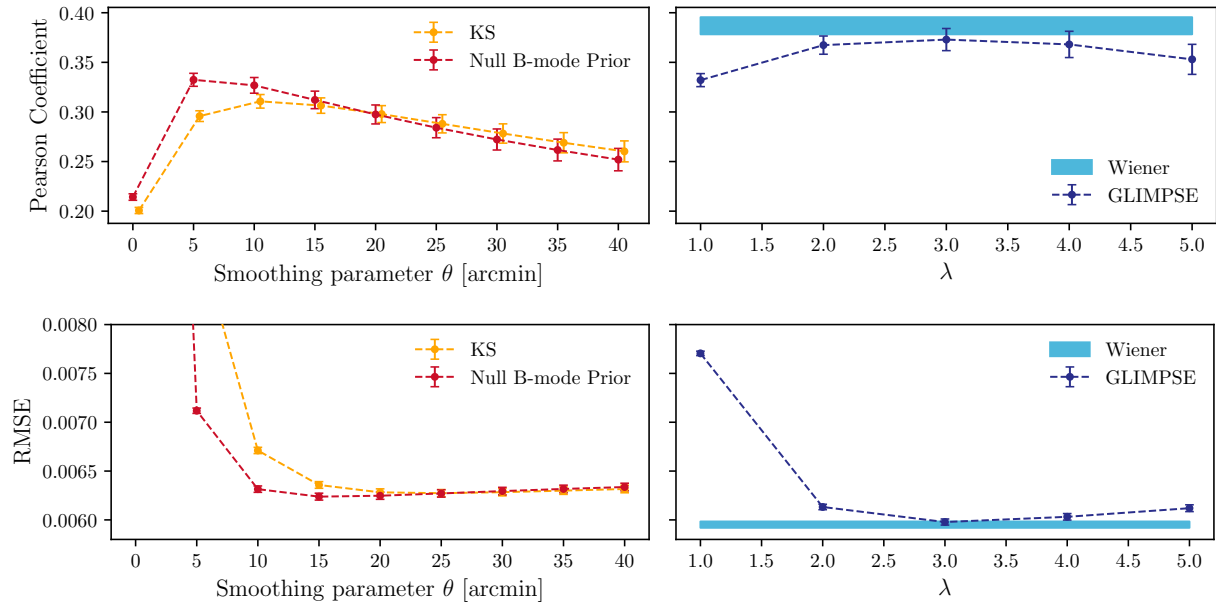 Pearson Coefficient
0.40
0.35
0.30
0.25
0.20
KS
Null B-mode Prior
0 5 10 15 20 25 30 35 40
Smoothing parameter θ [arcmin]
Wiener
GLIMPSE
1.0 1.5 2.0 2.5 3.0 3.5 4.0 4.5 5.0
λ
RMSE
0.0080
0.0075
0.0070
0.0065
0.0060
KS
Null B-mode Prior
0 5 10 15 20 25 30 35 40
Smoothing parameter θ [arcmin]
Wiener
GLIMPSE
1.0 1.5 2.0 2.5 3.0 3.5 4.0 4.5 5.0
λ